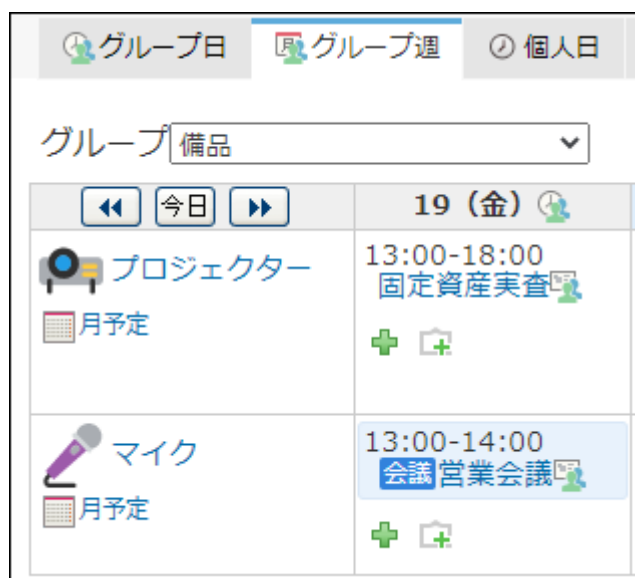 グループ日 グループ週 個人日
グループ 備品
今日 19（金）
プロジェクター 13:00-18:00
固定資産実査
月予定
マイク 13:00-14:00
会議 営業会議
月予定